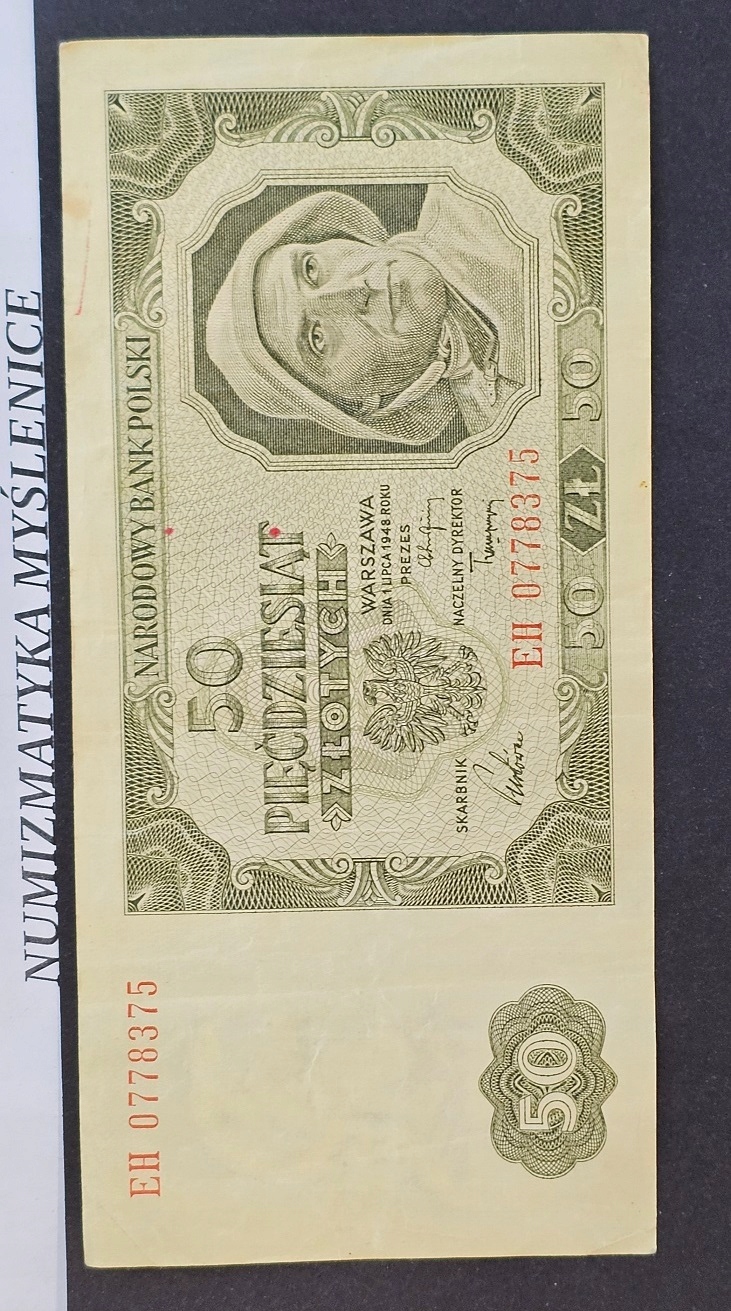 NUMIZMATYKA MYŚLENICE
NARODOWY BANK POLSKI
EH 0778375
50
PIĘĆDZIESIĄT
ZŁOTYCH
WARSZAWA
DNIA 1 LIPCA 1948 ROKU
PREZES
NACZELNY DYREKTOR
SKARBNIK
EH 0778375
50 ZŁ 50
50